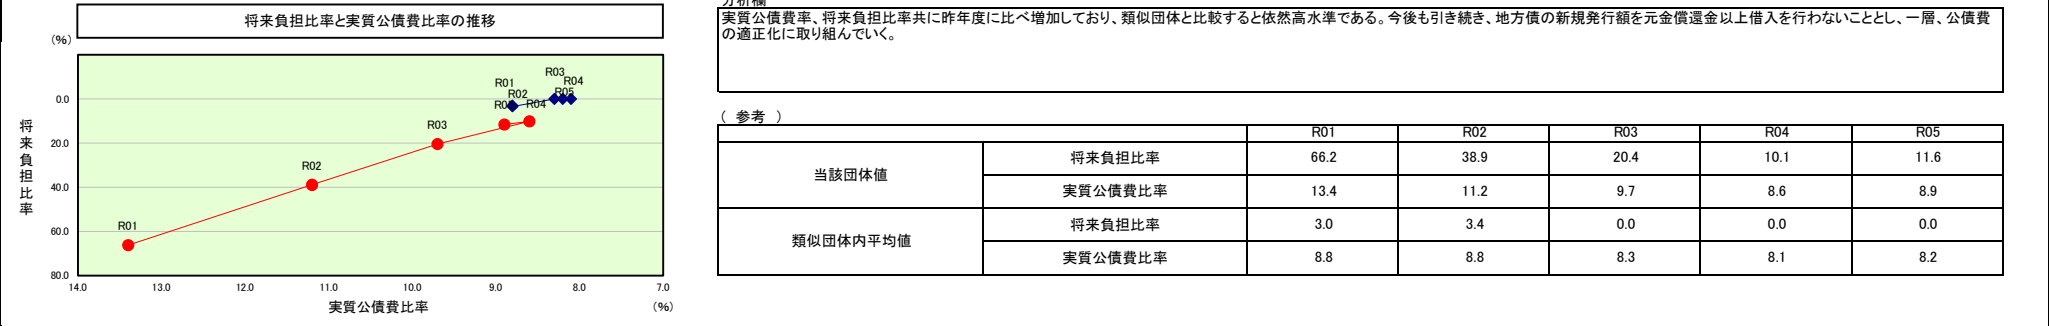 分析欄
将来負担比率と実質公債費比率の推移
実質公債費率、将来負担比率共に昨年度に比べ増加しており、類似団体と比較すると依然高水準である。今後も引き続き、地方債の新規発行額を元金償還金以上借入を行わないこととし、一層、公債費
の適正化に取り組んでいく。
(%)
R03
R01
R04
R02
R05
R05
R04
0.0
R03
20.0
R02
40.0
R01
60.0
80.0
将来負担比率
14.0 13.0 12.0 11.0 10.0 9.0 8.0 7.0
実質公債費比率
(%)
( 参考 )
R01 R02 R03 R04 R05
当該団体値
将来負担比率 66.2 38.9 20.4 10.1 11.6
実質公債費比率 13.4 11.2 9.7 8.6 8.9
類似団体内平均値
将来負担比率 3.0 3.4 0.0 0.0 0.0
実質公債費比率 8.8 8.8 8.3 8.1 8.2